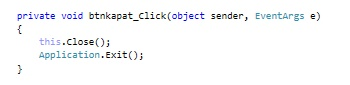 private void btnkapat_Click(object sender, EventArgs e)
{
    this.Close();
    Application.Exit();
}